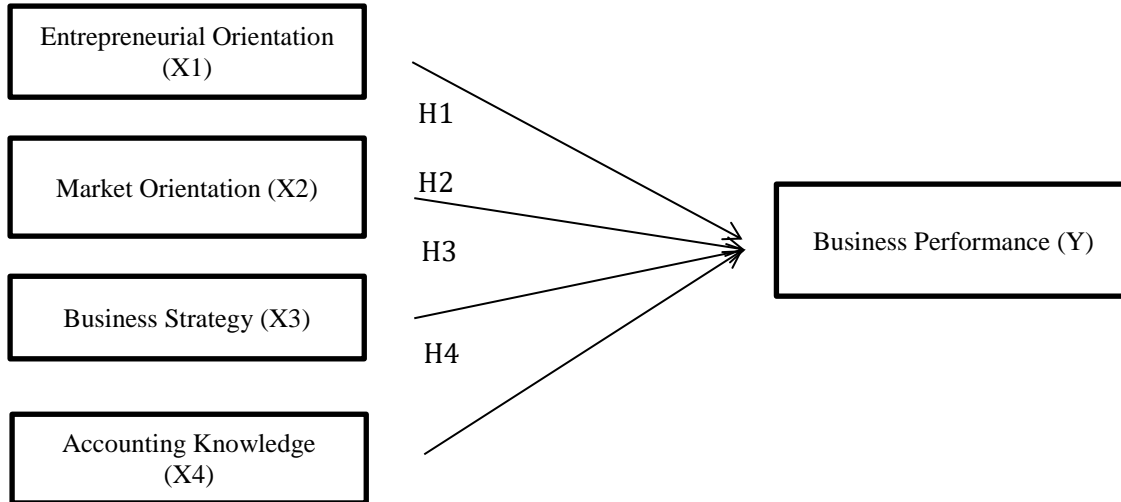 Entrepreneurial Orientation
(X1)
H1
Market Orientation (X2)
H2
H3
Business Performance (Y)
Business Strategy (X3)
H4
Accounting Knowledge
(X4)